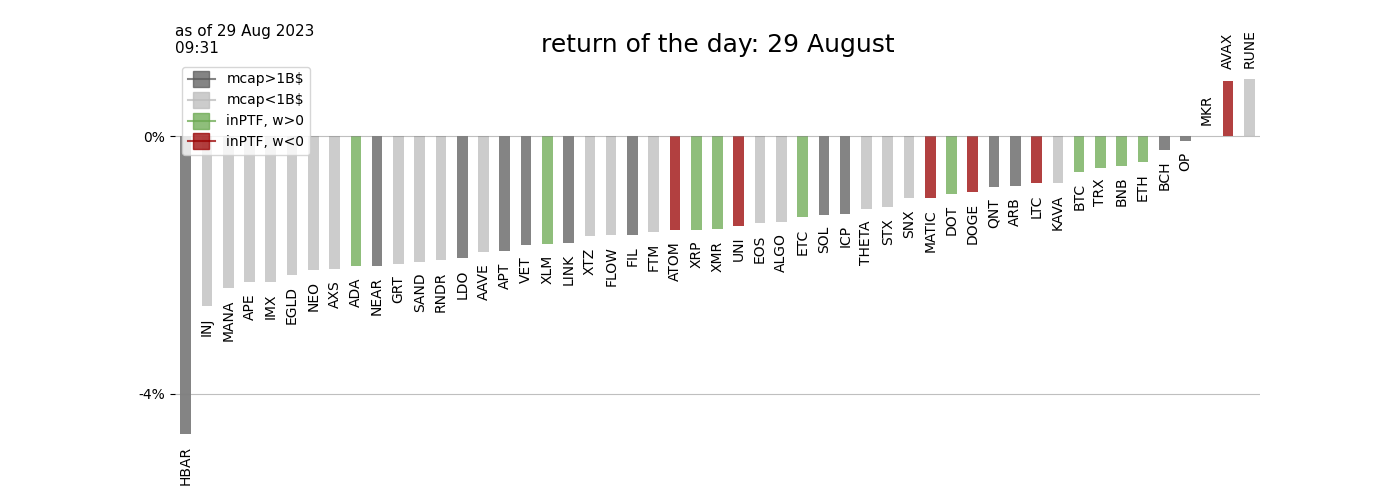 as of 29 Aug 2023
09:31
return of the day: 29 August
mcap>1B$
mcap<1B$
inPTF, w>0
inPTF, w<0
0%
-4%
HBAR
INJ
MANA
APE
IMX
EGLD
NEO
AXS
ADA
NEAR
GRT
SAND
RNDR
LDO
AAVE
APT
VET
XLM
LINK
XTZ
FLOW
FIL
FTM
ATOM
XRP
XMR
UNI
EOS
ALGO
ETC
SOL
ICP
THETA
STX
SNX
MATIC
DOT
DOGE
QNT
ARB
LTC
KAVA
BTC
TRX
BNB
ETH
BCH
OP
MKR
AVAX
RUNE